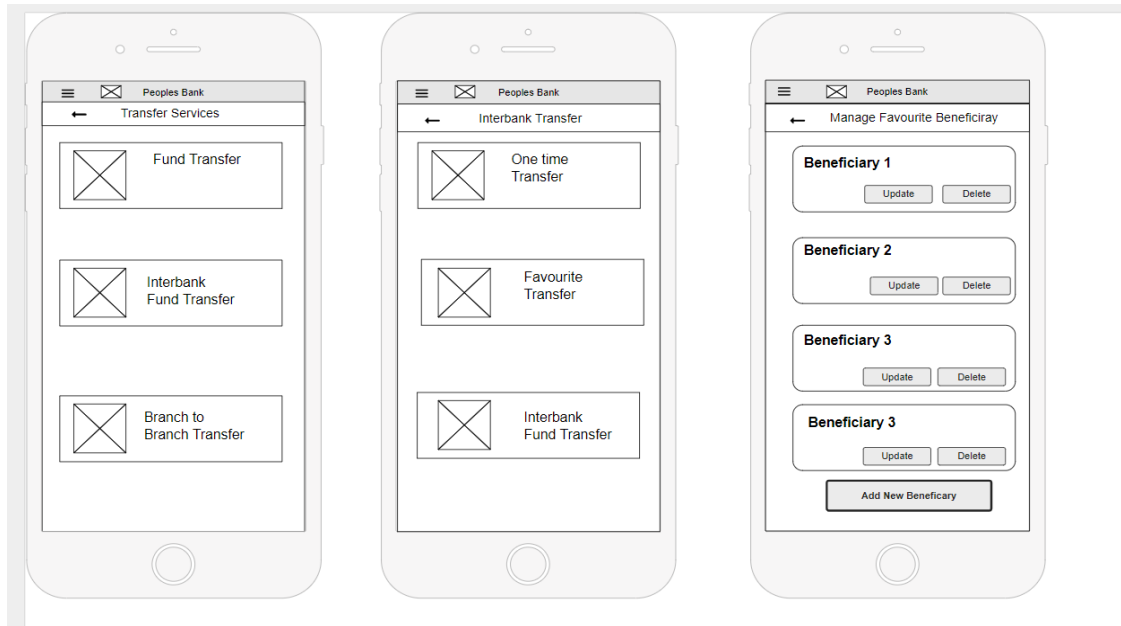 Peoples Bank
Transfer Services
Fund Transfer
Interbank
Fund Transfer
Branch to
Branch Transfer
Peoples Bank
Interbank Transfer
One time
Transfer
Favourite
Transfer
Interbank
Fund Transfer
Peoples Bank
Manage Favourite Beneficiray
Beneficiary 1
Update Delete
Beneficiary 2
Update Delete
Beneficiary 3
Update Delete
Beneficiary 3
Update Delete
Add New Beneficary